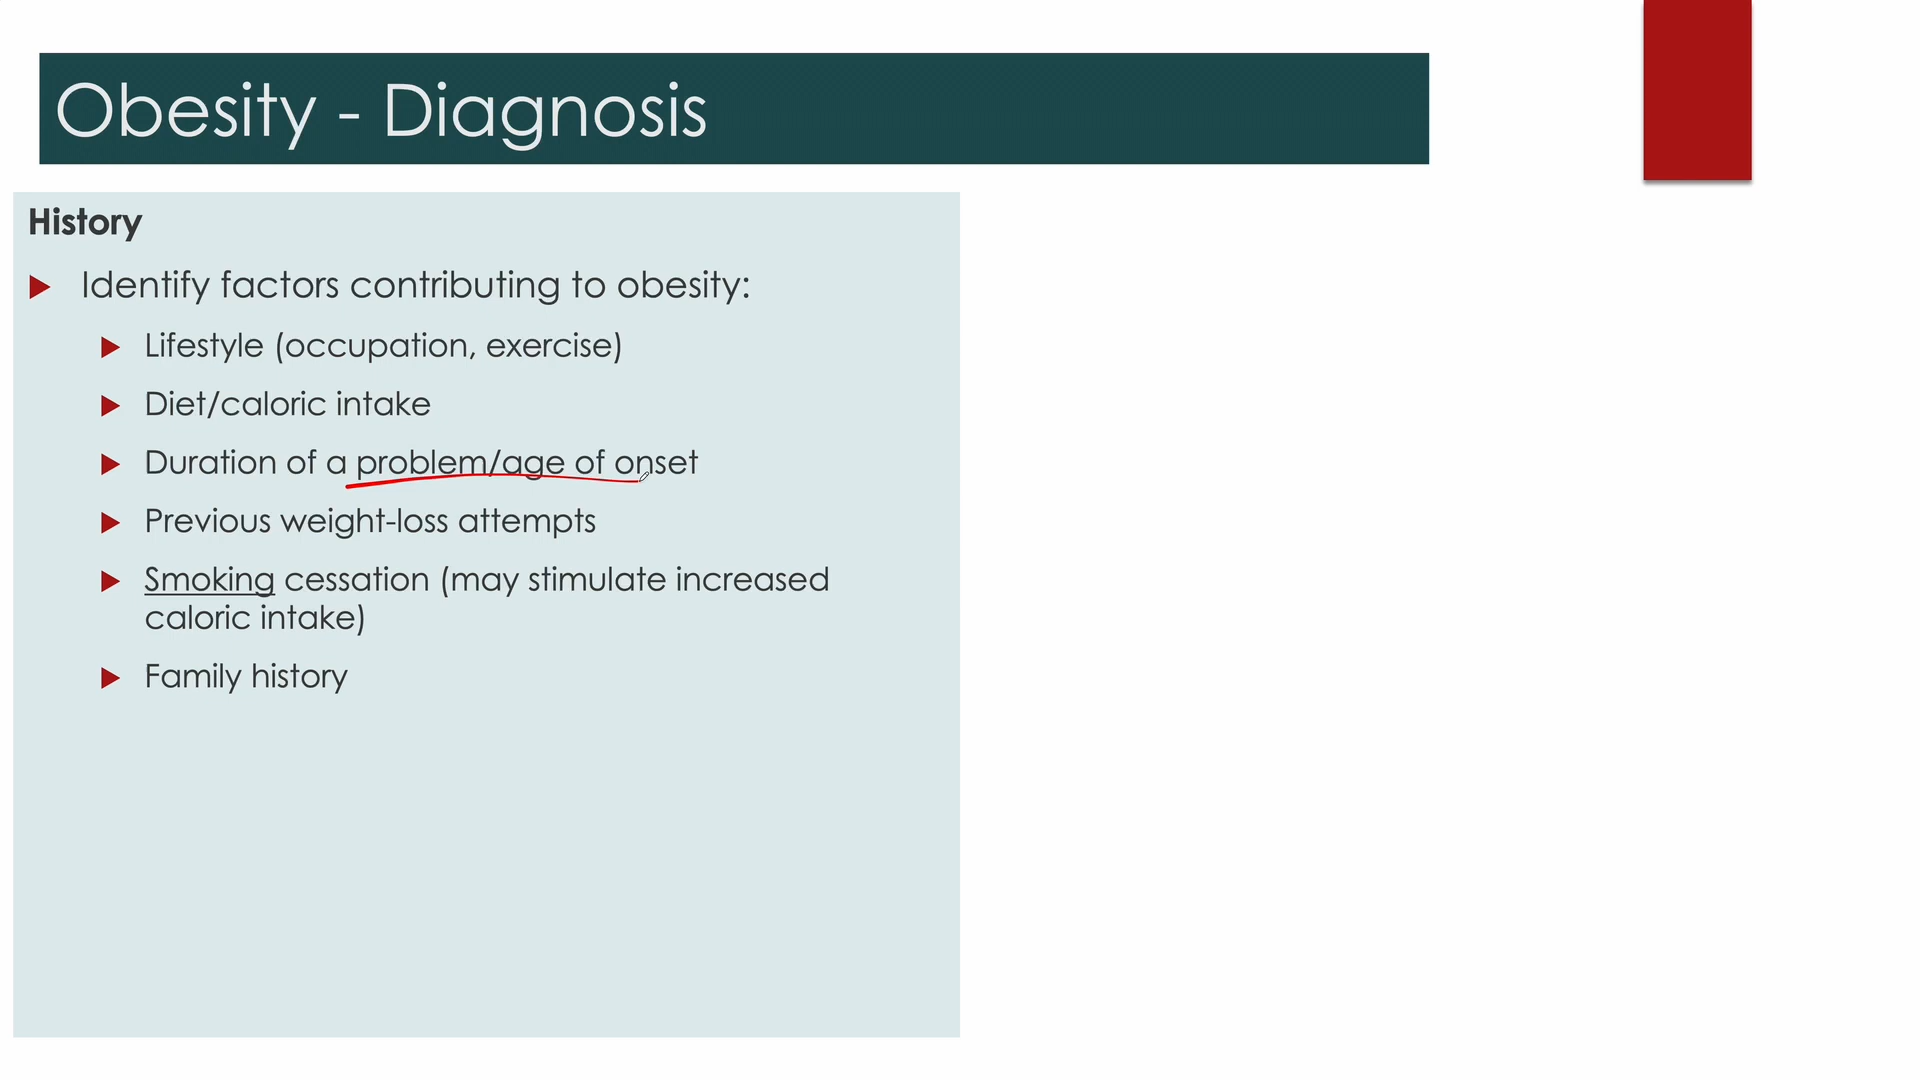 Obesity - Diagnosis
History
Identify factors contributing to obesity:
Lifestyle (occupation, exercise)
Diet/caloric intake
Duration of a problem/age of onset
Previous weight-loss attempts
Smoking cessation (may stimulate increased
caloric intake)
Family history